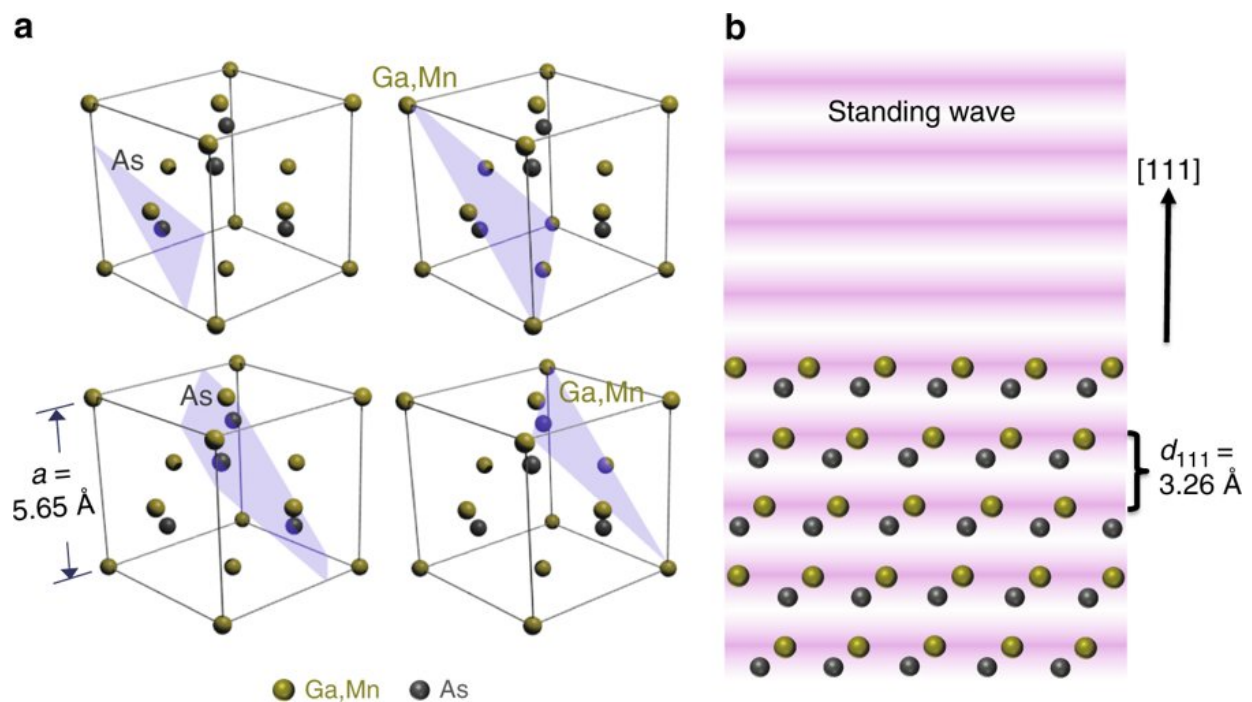 a
Ga,Mn
As
As
Ga,Mn
a =
5.65 Å
Ga,Mn As
b
Standing wave
[111]
d111 =
3.26 Å